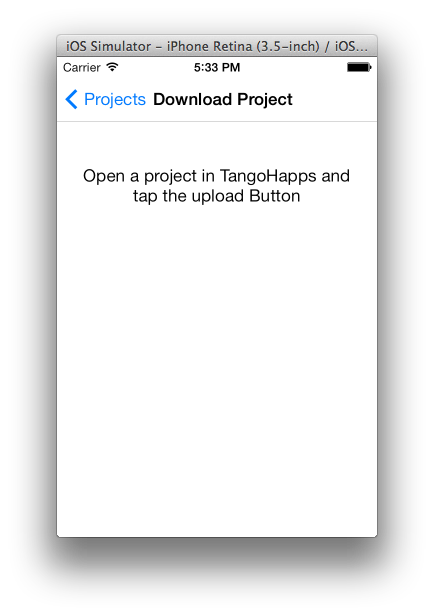 iOS Simulator - iPhone Retina (3.5-inch) / iOS...
Carrier 5:33 PM
Projects Download Project
Open a project in TangoHapps and
tap the upload Button